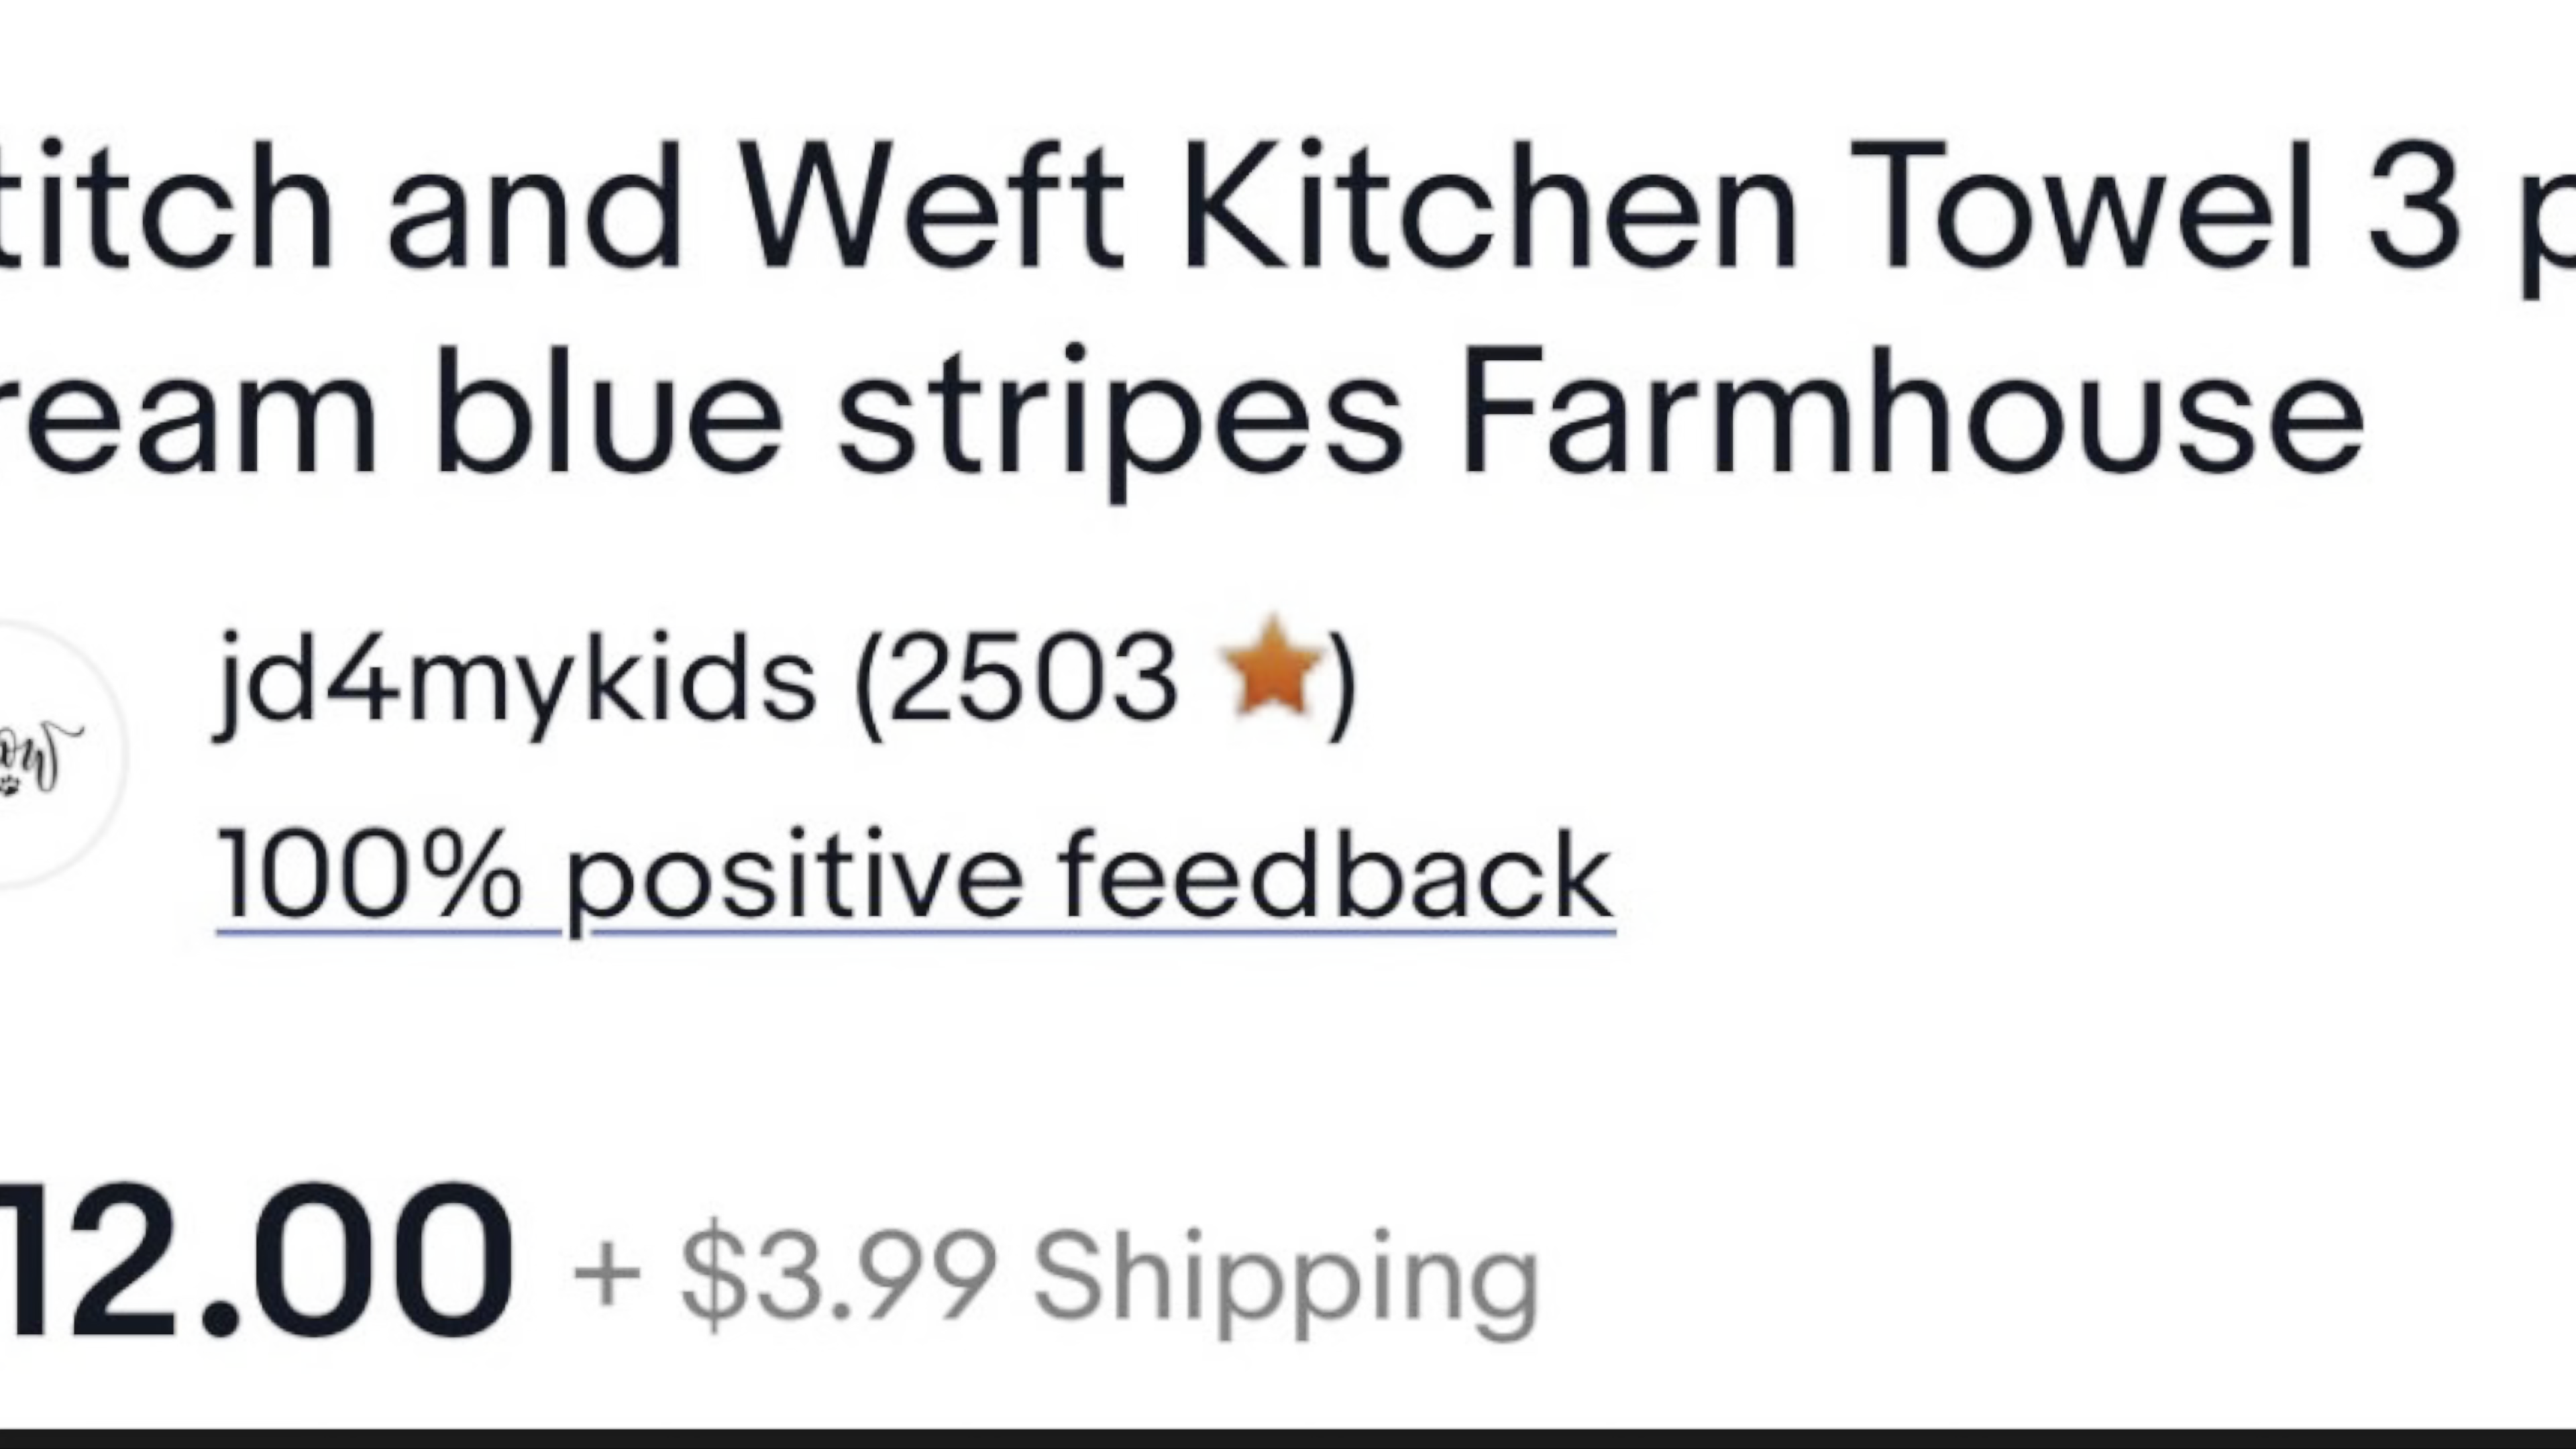 titch and Weft Kitchen Towel 3 p
ream blue stripes Farmhouse
jd4mykids (2503 ⭐)
100% positive feedback
12.00 + $3.99 Shipping